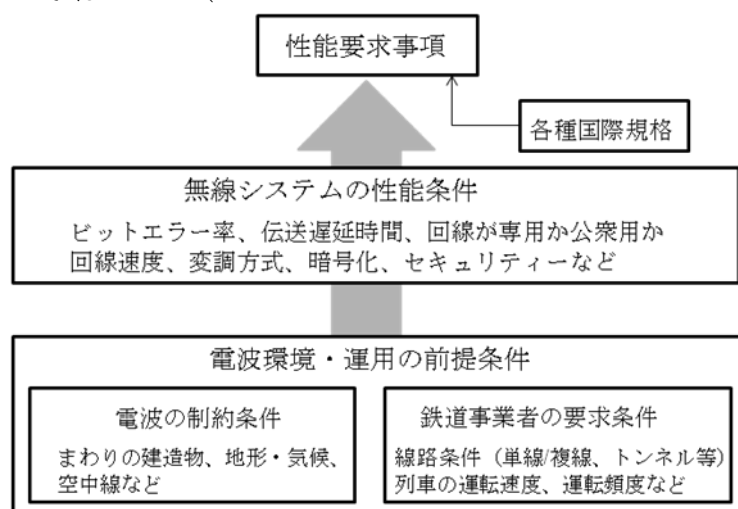 性能要求事項
各種国際規格
無線システムの性能条件
ビットエラー率、伝送遅延時間、回線が専用か公衆用か
回線速度、変調方式、暗号化、セキュリティーなど
電波環境・運用の前提条件
電波の制約条件
まわりの建造物、地形・気候、
空中線など
鉄道事業者の要求条件
線路条件（単線/複線、トンネル等）
列車の運転速度、運転頻度など